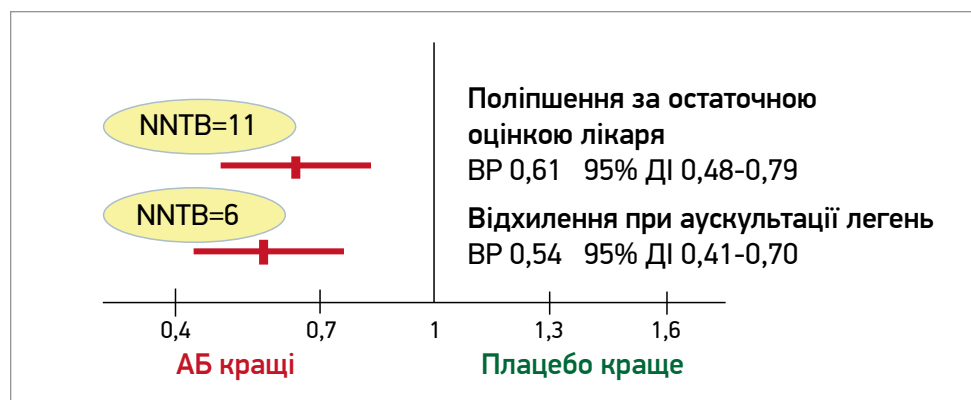 NNTB=11
Поліпшення за остаточною
оцінкою лікаря
ВР 0,61 95% ДІ 0,48-0,79
NNTB=6
Відхилення при аускультації легень
ВР 0,54 95% ДІ 0,41-0,70
0,4 0,7 1 1,3 1,6
АБ кращі Плацебо краще